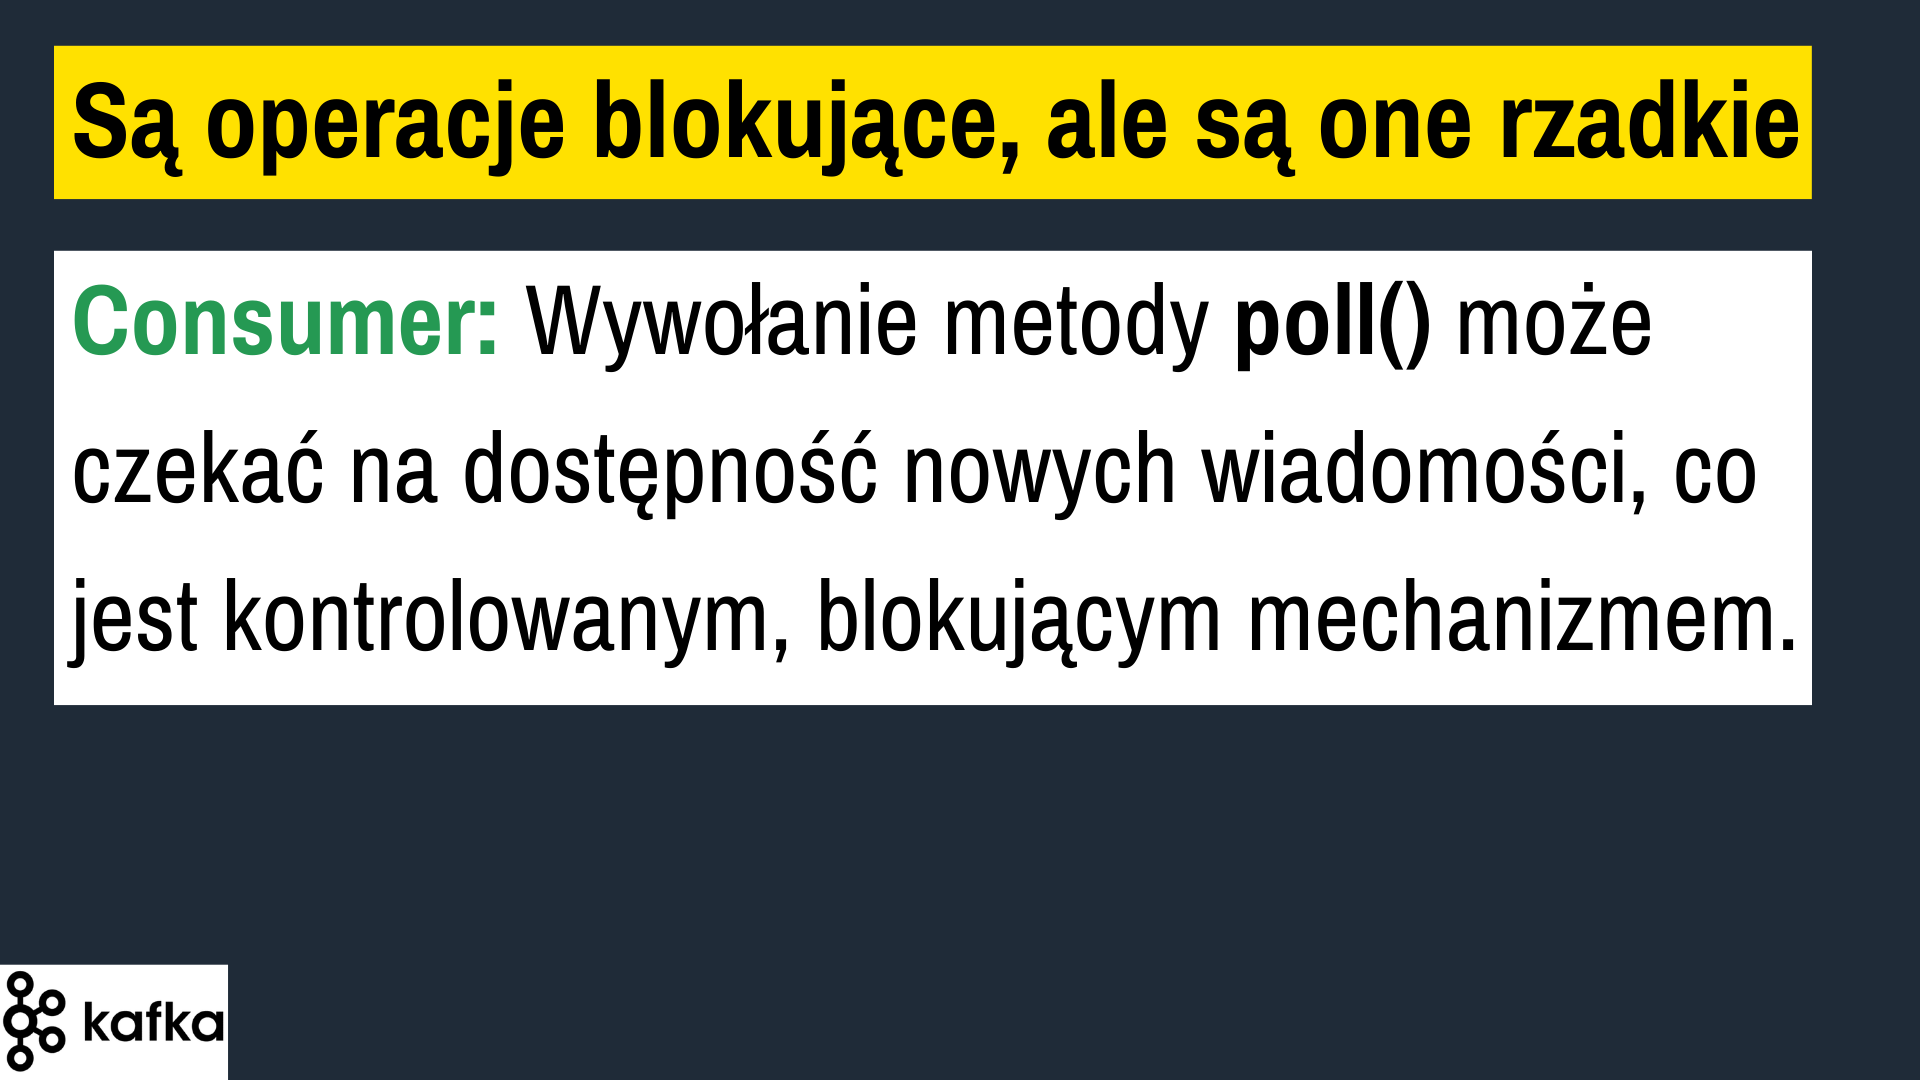 Są operacje blokujące, ale są one rzadkie
Consumer: Wywołanie metody poll() może
czekać na dostępność nowych wiadomości, co
jest kontrolowanym, blokującym mechanizmem.
kafka